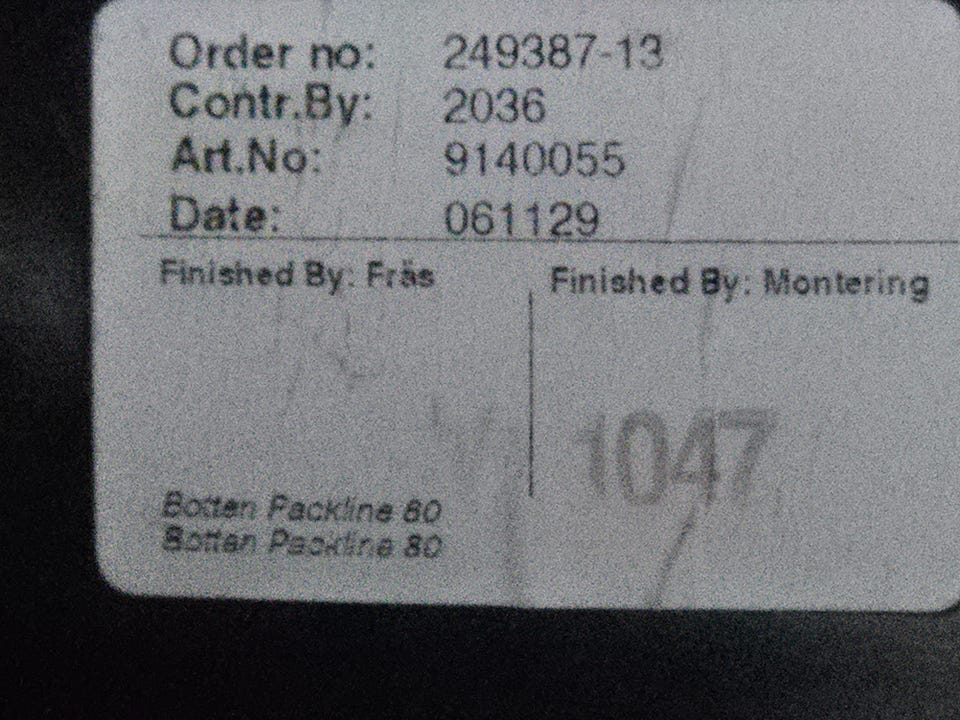 Order no: 249387-13
Contr.By: 2036
Art.No: 9140055
Date: 061129
Finished By: Fräs
Finished By: Montering
1047
Botten Packline 80
Botten Packline 80